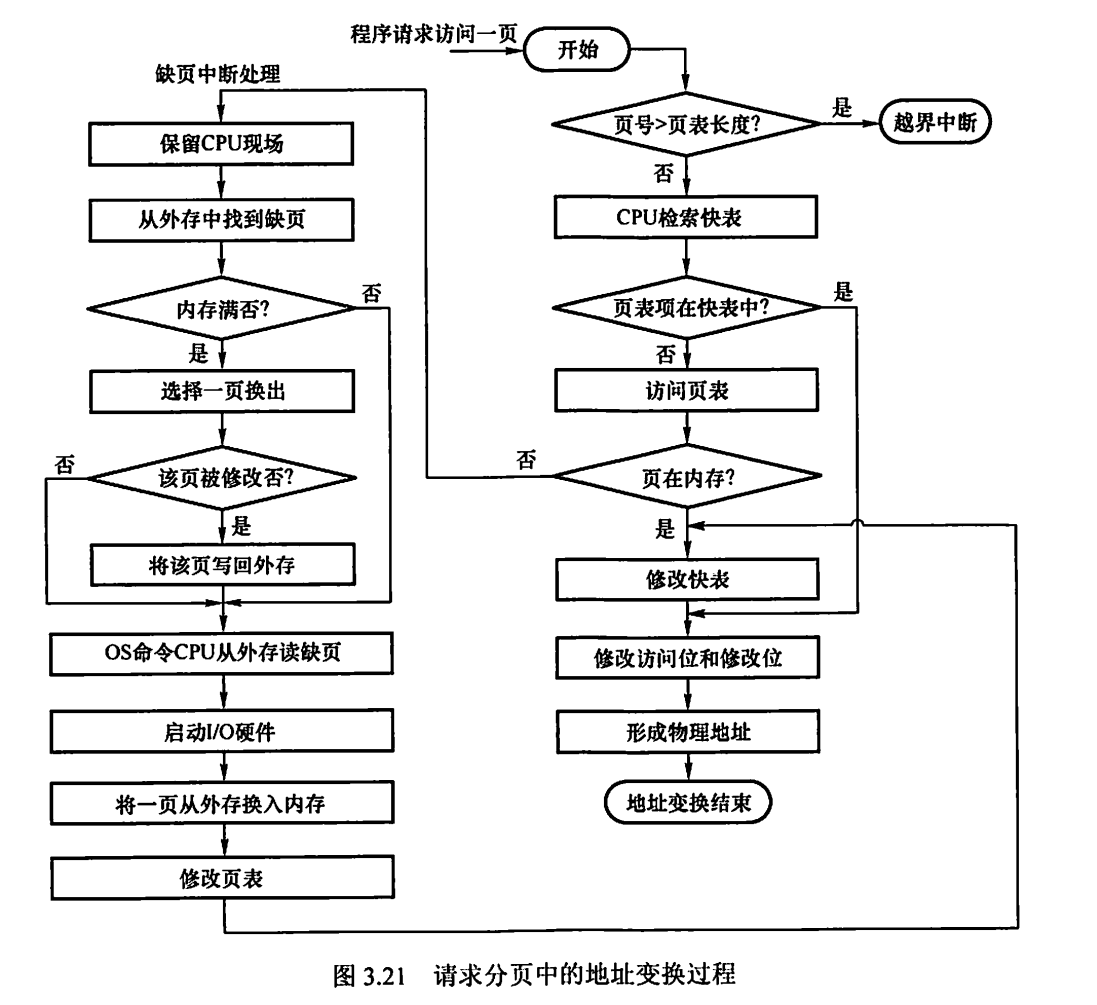 程序请求访问一页
开始
缺页中断处理
页号>页表长度?
是
越界中断
否
保留CPU现场
从外存中找到缺页
CPU检索快表
内存满否?
否
页表项在快表中?
是
是
否
选择一页换出
访问页表
否
该页被修改否?
否
页在内存?
是
是
将该页写回外存
修改快表
OS命令CPU从外存读缺页
修改访问位和修改位
启动I/O硬件
形成物理地址
将一页从外存换入内存
地址变换结束
修改页表
图 3.21 请求分页中的地址变换过程